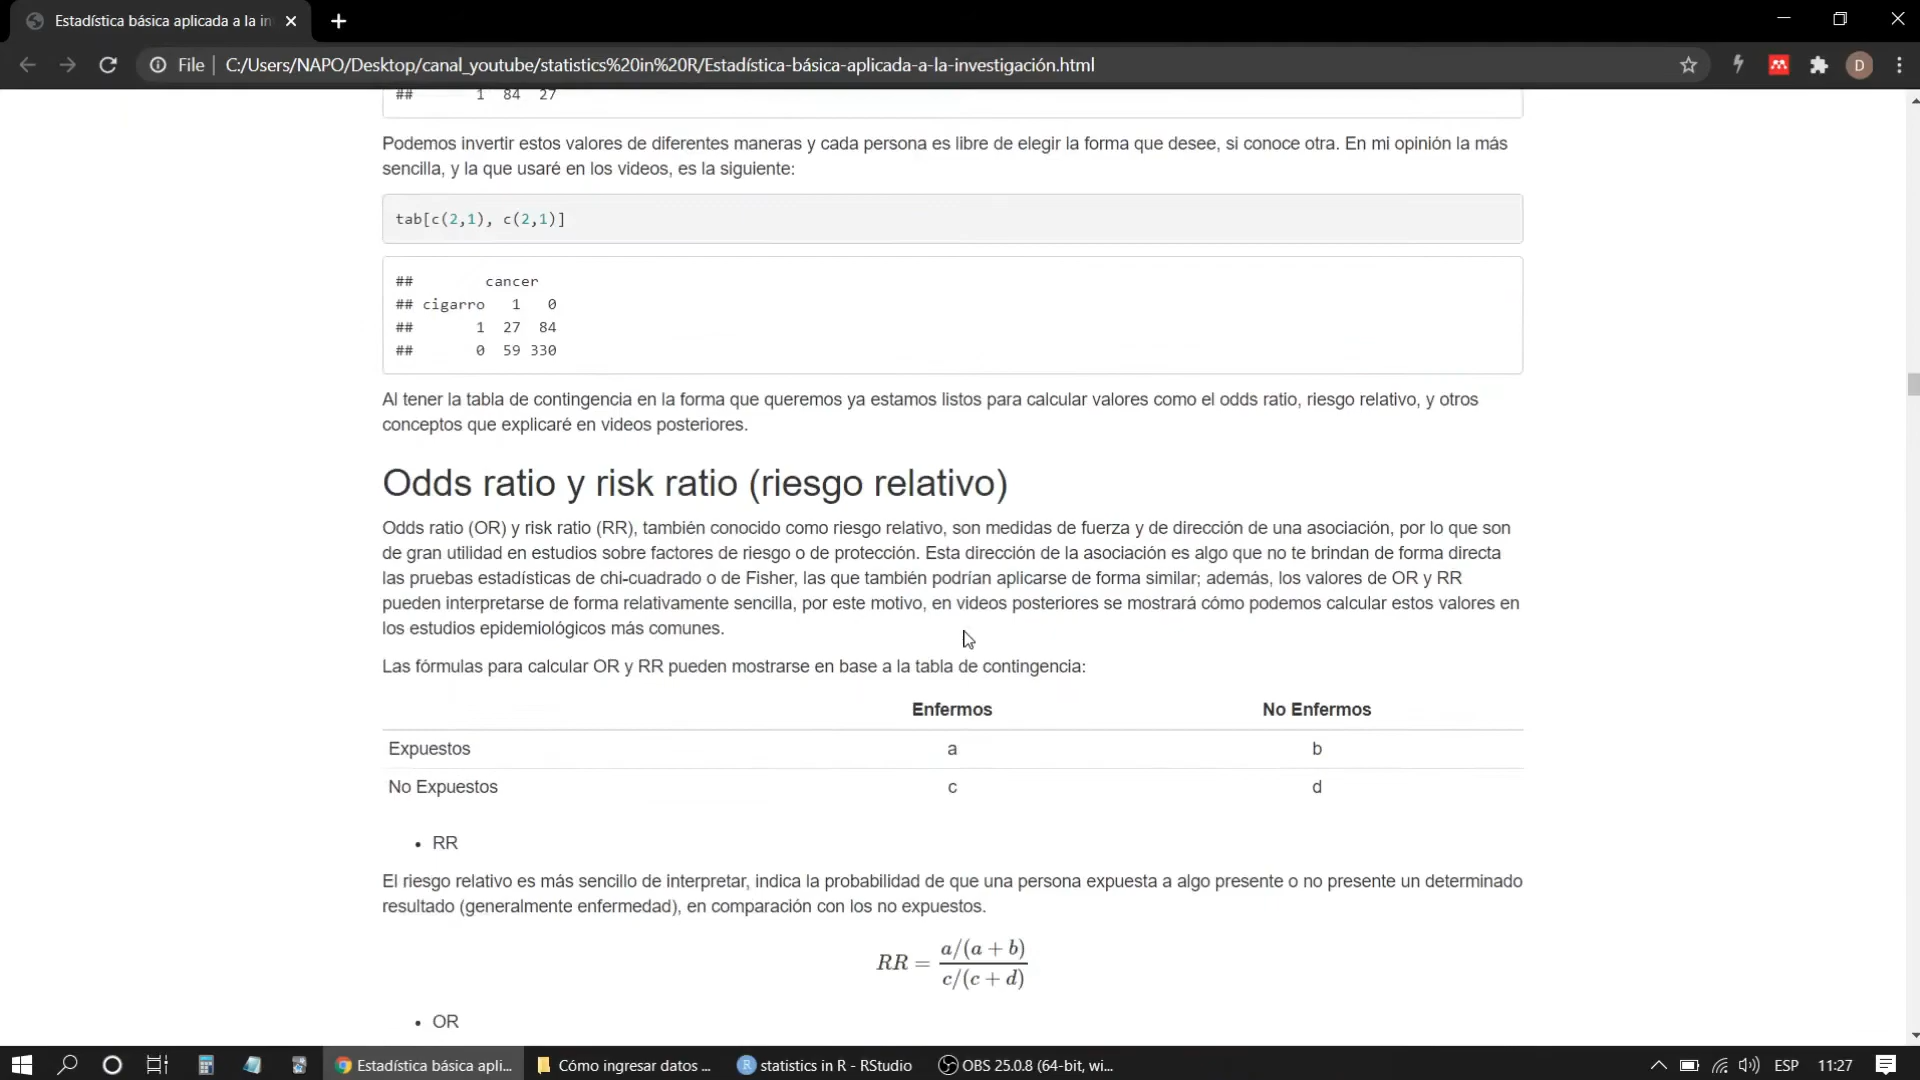 Estadística básica aplicada a la in
File
C:/Users/NAPO/Desktop/canal_youtube/statistics%20in%20R/Estadística-básica-aplicada-a-la-investigación.html
D
## 1 84 27
Podemos invertir estos valores de diferentes maneras y cada persona es libre de elegir la forma que desee, si conoce otra. En mi opinión la más
sencilla, y la que usaré en los videos, es la siguiente:
tab[c(2,1), c(2,1)]
## cancer
## cigarro 1 0
## 1 27 84
## 0 59 330
Al tener la tabla de contingencia en la forma que queremos ya estamos listos para calcular valores como el odds ratio, riesgo relativo, y otros
conceptos que explicaré en videos posteriores.
Odds ratio y risk ratio (riesgo relativo)
Odds ratio (OR) y risk ratio (RR), también conocido como riesgo relativo, son medidas de fuerza y de dirección de una asociación, por lo que son
de gran utilidad en estudios sobre factores de riesgo o de protección. Esta dirección de la asociación es algo que no te brindan de forma directa
las pruebas estadísticas de chi-cuadrado o de Fisher, las que también podrían aplicarse de forma similar; además, los valores de OR y RR
pueden interpretarse de forma relativamente sencilla, por este motivo, en videos posteriores se mostrará cómo podemos calcular estos valores en
los estudios epidemiológicos más comunes.
Las fórmulas para calcular OR y RR pueden mostrarse en base a la tabla de contingencia:
Enfermos No Enfermos
Expuestos a b
No Expuestos c d
• RR
El riesgo relativo es más sencillo de interpretar, indica la probabilidad de que una persona expuesta a algo presente o no presente un determinado
resultado (generalmente enfermedad), en comparación con los no expuestos.
RR = a/(a + b)
c/(c + d)
• OR
Estadística básica apli... Cómo ingresar datos ... statistics in R - RStudio OBS 25.0.8 (64-bit, wi... ESP 11:27